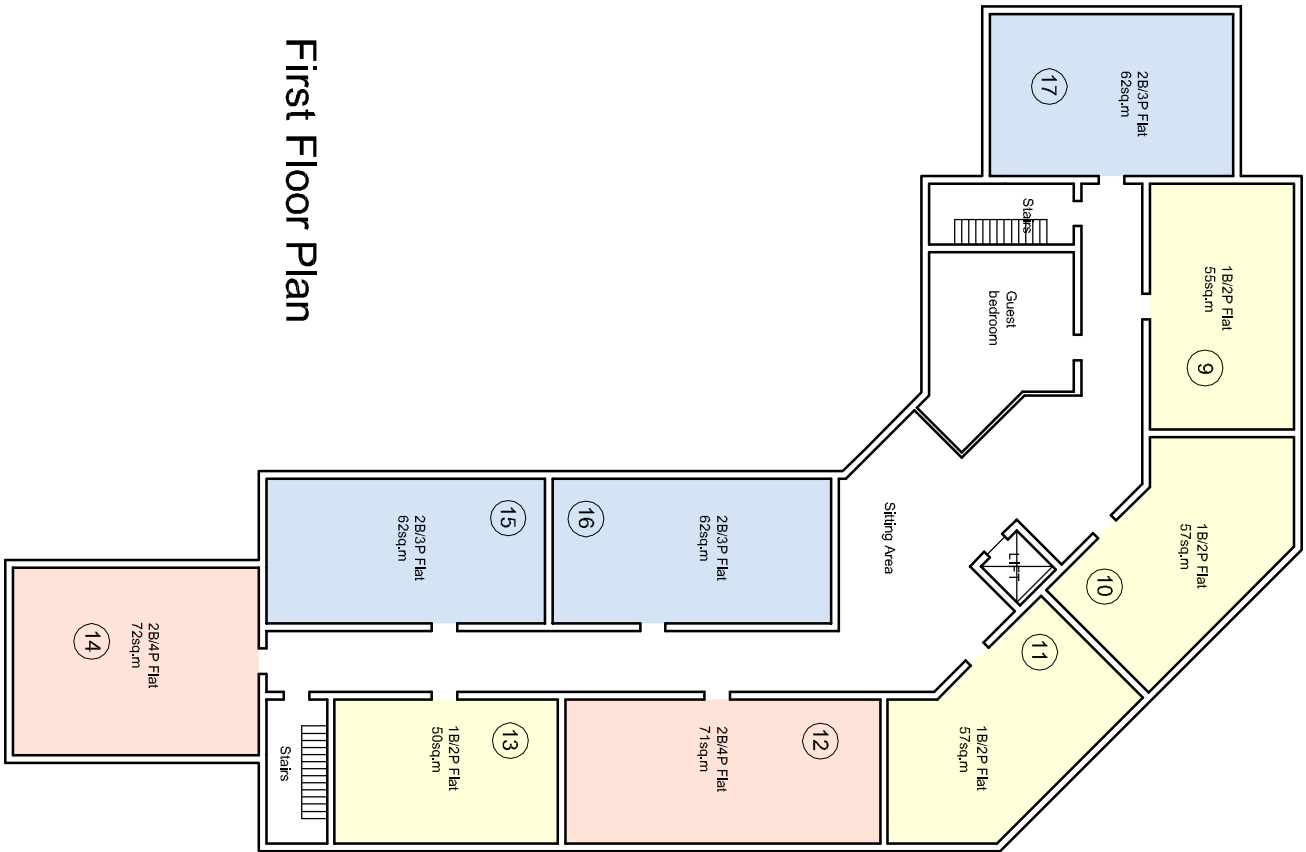 First Floor Plan
17
2B/3P Flat
62sq.m
Stairs
Guest
bedroom
1B/2P Flat
55sq.m
9
1B/2P Flat
57sq.m
10
LIFT
Sitting Area
11
1B/2P Flat
57sq.m
16
2B/3P Flat
62sq.m
15
2B/3P Flat
62sq.m
12
2B/4P Flat
71sq.m
13
1B/2P Flat
50sq.m
Stairs
14
2B/4P Flat
72sq.m